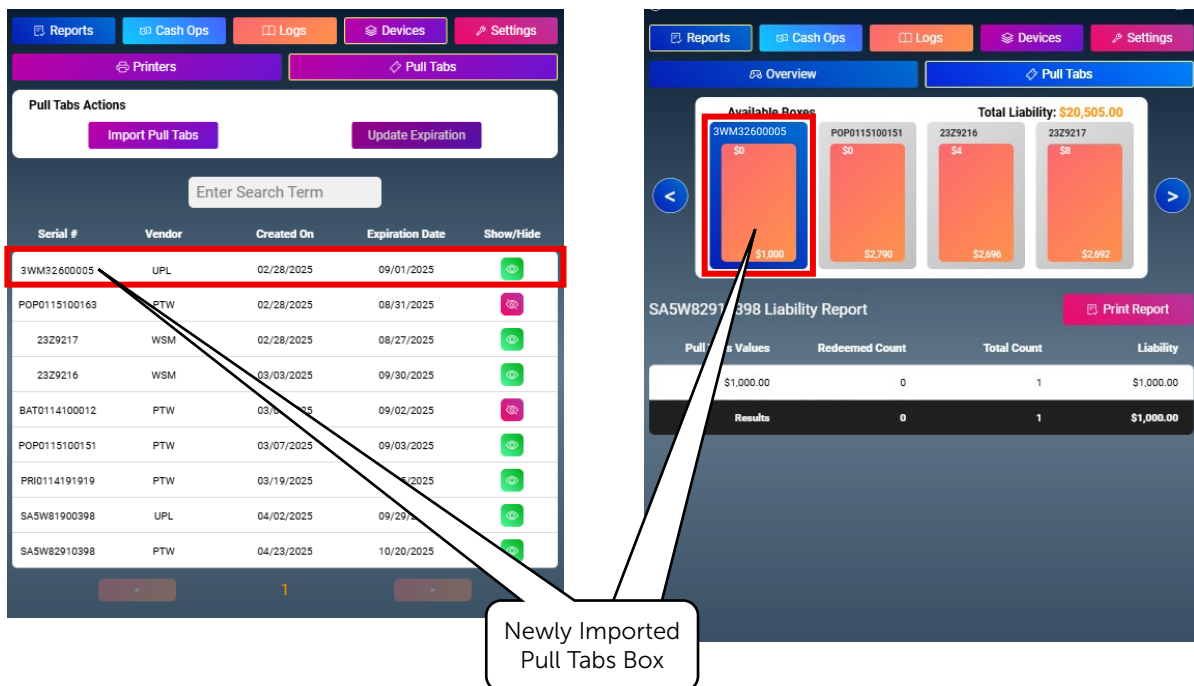 Reports Cash Ops Logs Devices Settings
Printers Pull Tabs
Pull Tabs Actions
Import Pull Tabs Update Expiration
Enter Search Term
Serial # Vendor Created On Expiration Date Show/Hide
3WM32600005 UPL 02/28/2025 09/01/2025
POP0115100163 PTW 02/28/2025 08/31/2025
23Z9217 WSM 02/28/2025 08/27/2025
23Z9216 WSM 03/03/2025 09/30/2025
BAT0114100012 PTW 09/02/2025
POP0115100151 PTW 03/07/2025 09/03/2025
PRI0114191919 PTW 03/19/2025
SA5W81900398 UPL 04/02/2025
SA5W82910398 PTW 04/23/2025 10/20/2025
< 1 >
Reports Cash Ops Logs Devices Settings
Overview Pull Tabs
Available Boxes Total Liability: $20,505.00
3WM32600005 POP0115100151 23Z9216 23Z9217
$0 $0 $4 $8
< >
$1,000 $2,790 $2,696 $2,692
Liability Report Print Report
Pull Values Redeemed Count Total Count Liability
$1,000.00 0 1 $1,000.00
Results 0 1 $1,000.00
Newly Imported
Pull Tabs Box